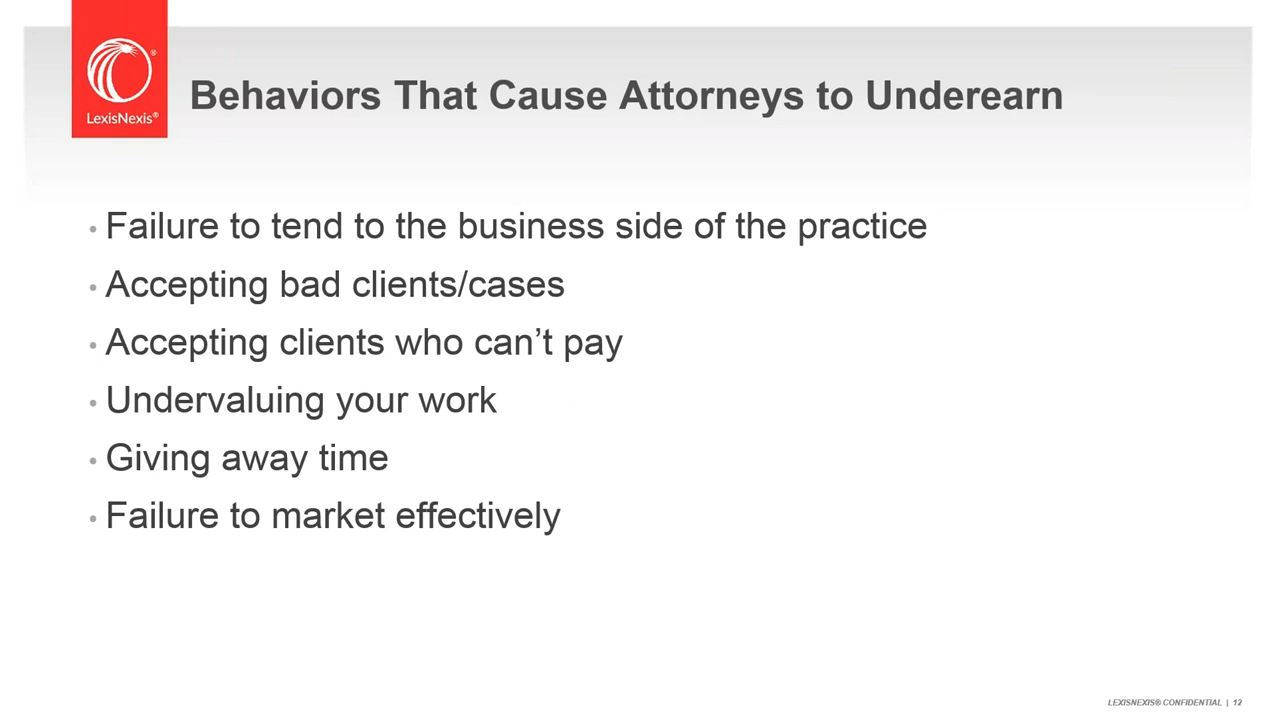 LexisNexis®
Behaviors That Cause Attorneys to Underearn
• Failure to tend to the business side of the practice
• Accepting bad clients/cases
• Accepting clients who can’t pay
• Undervaluing your work
• Giving away time
• Failure to market effectively
LEXISNEXIS® CONFIDENTIAL | 12